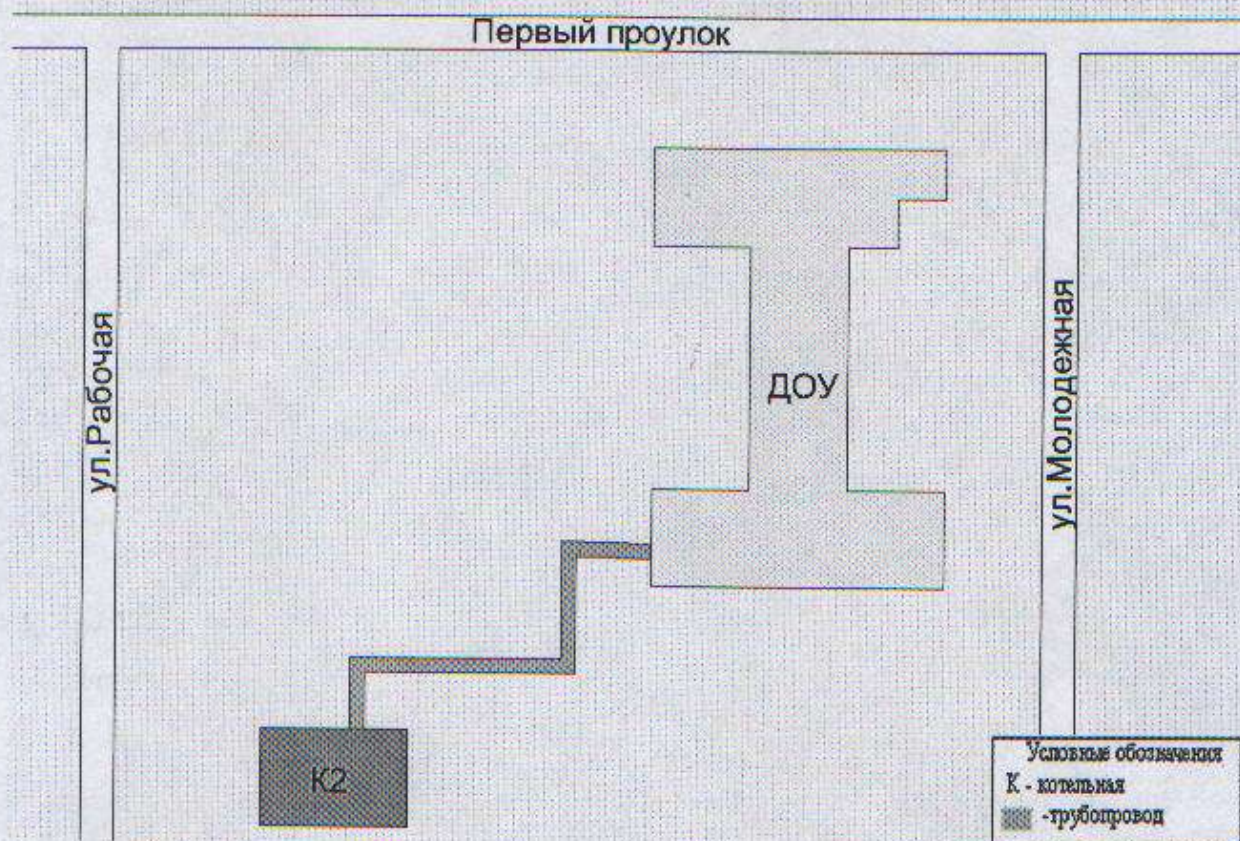 Первый проулок
ул.Рабочая
ДОУ
ул.Молодежная
К2
Условные обозначения
К - котельная
-трубопровод